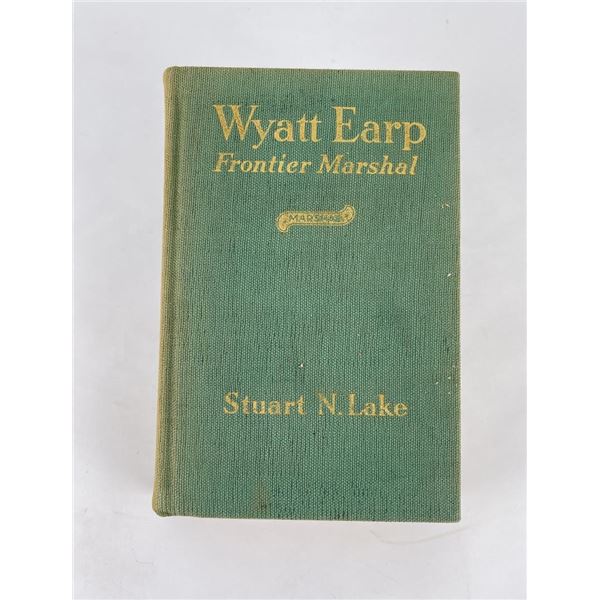 Wyatt Earp
Frontier Marshal
MARSHAL
Stuart N. Lake